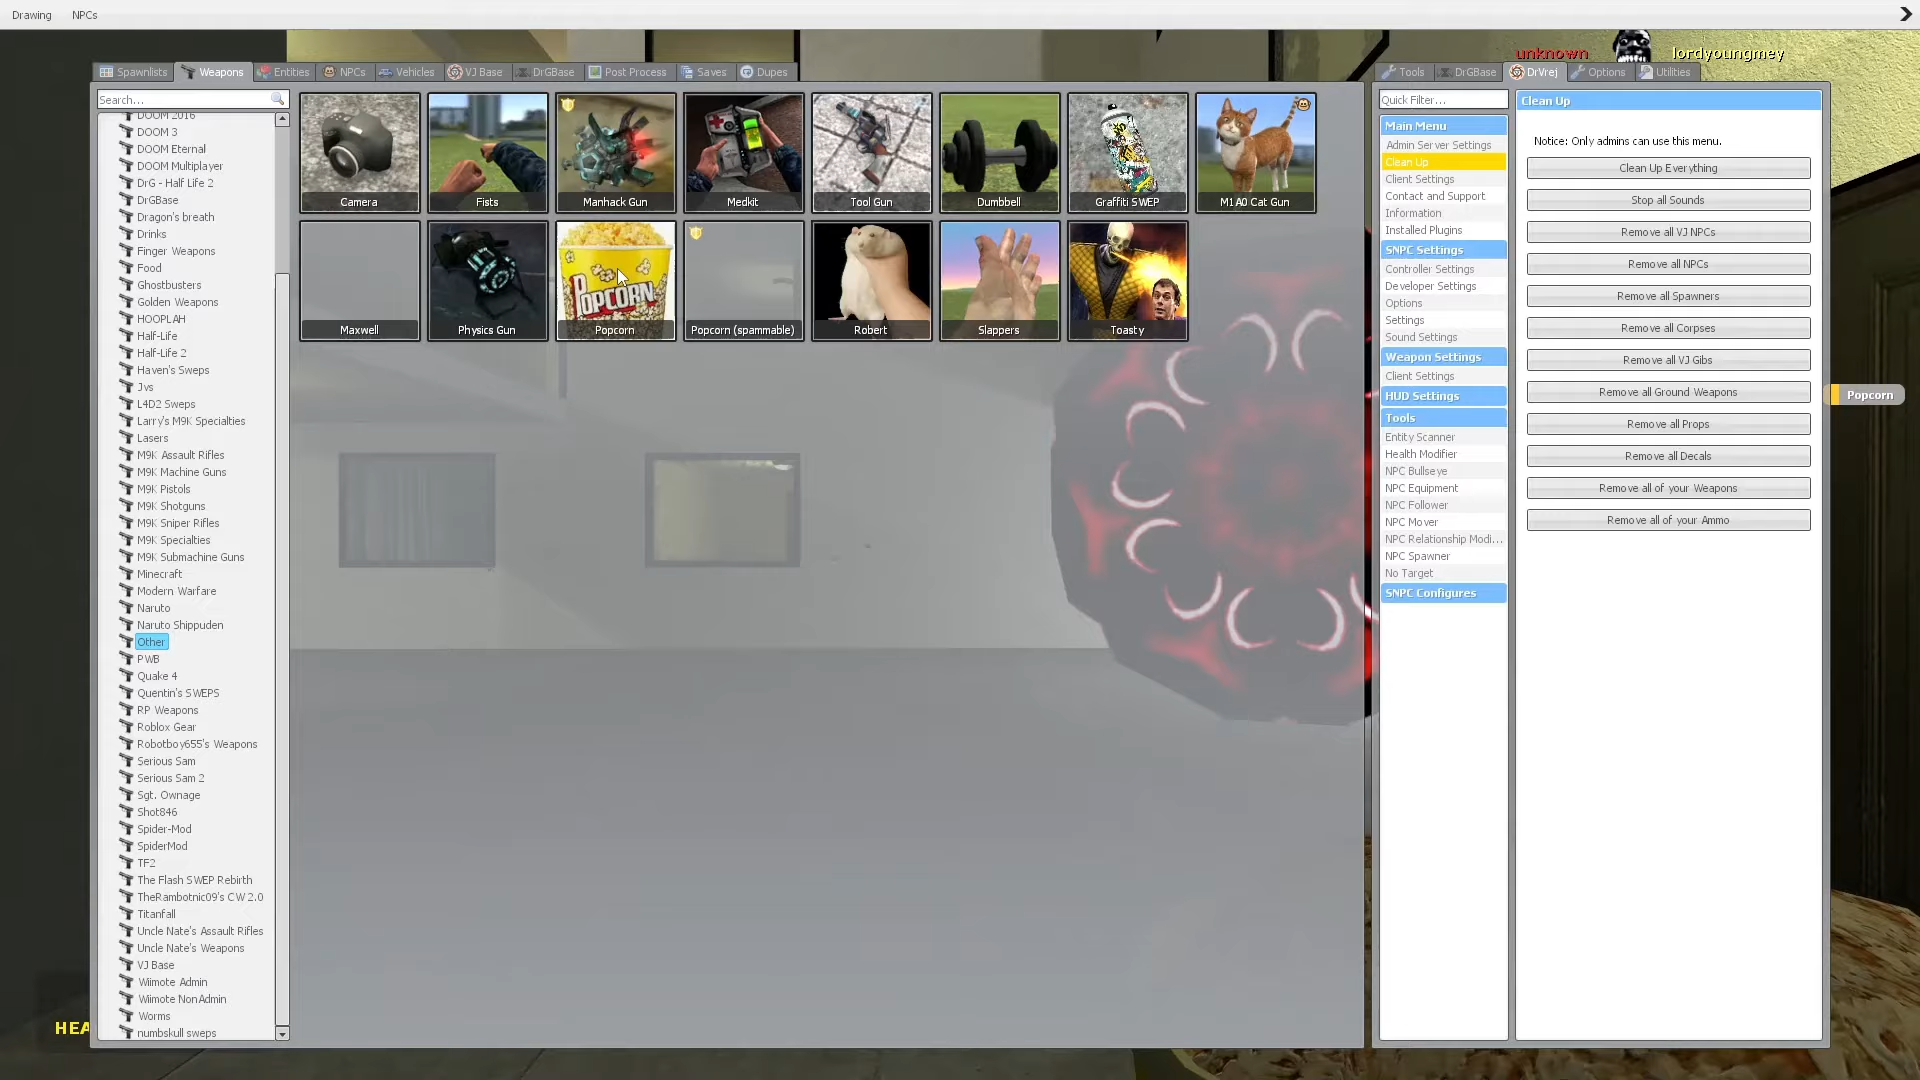 Drawing NPCs
unknown lordyoungmey
Spawnlists Weapons Entities NPCs Vehicles VJ Base DrGBase Post Process Saves Dupes
Search...
DOOM 2016
DOOM 3
DOOM Eternal
DOOM Multiplayer
DrG - Half Life 2
DrGBase
Dragon's breath
Drinks
Finger Weapons
Food
Ghostbusters
Golden Weapons
HOOPLAH
Half-Life
Half-Life 2
Haven's Sweps
Jvs
L4D2 Sweps
Larry's M9K Specialties
Lasers
M9K Assault Rifles
M9K Machine Guns
M9K Pistols
M9K Shotguns
M9K Sniper Rifles
M9K Specialties
M9K Submachine Guns
Minecraft
Modern Warfare
Naruto
Naruto Shippuden
Other
PWB
Quake 4
Quentin's SWEPS
RP Weapons
Roblox Gear
Robotboy655's Weapons
Serious Sam
Serious Sam 2
Sgt. Ownage
Shot846
Spider-Mod
SpiderMod
TF2
The Flash SWEP Rebirth
TheRambotnic09's CW 2.0
Titanfall
Uncle Nate's Assault Rifles
Uncle Nate's Weapons
VJ Base
Wiimote Admin
Wiimote NonAdmin
Worms
numbskull sweps
HEA
Camera Fists Manhack Gun Medkit Tool Gun Dumbbell Graffiti SWEP M1A0 Cat Gun
POPCORN
Maxwell Physics Gun Popcorn Popcorn (spammable) Robert Slappers Toasty
Tools DrGBase DrVrej Options Utilities
Quick Filter...
Main Menu
Admin Server Settings
Clean Up
Client Settings
Contact and Support
Information
Installed Plugins
SNPC Settings
Controller Settings
Developer Settings
Options
Settings
Sound Settings
Weapon Settings
Client Settings
HUD Settings
Tools
Entity Scanner
Health Modifier
NPC Bullseye
NPC Equipment
NPC Follower
NPC Mover
NPC Relationship Modi...
NPC Spawner
No Target
SNPC Configures
Clean Up
Notice: Only admins can use this menu.
Clean Up Everything
Stop all Sounds
Remove all VJ NPCs
Remove all NPCs
Remove all Spawners
Remove all Corpses
Remove all VJ Gibs
Remove all Ground Weapons
Remove all Props
Remove all Decals
Remove all of your Weapons
Remove all of your Ammo
Popcorn